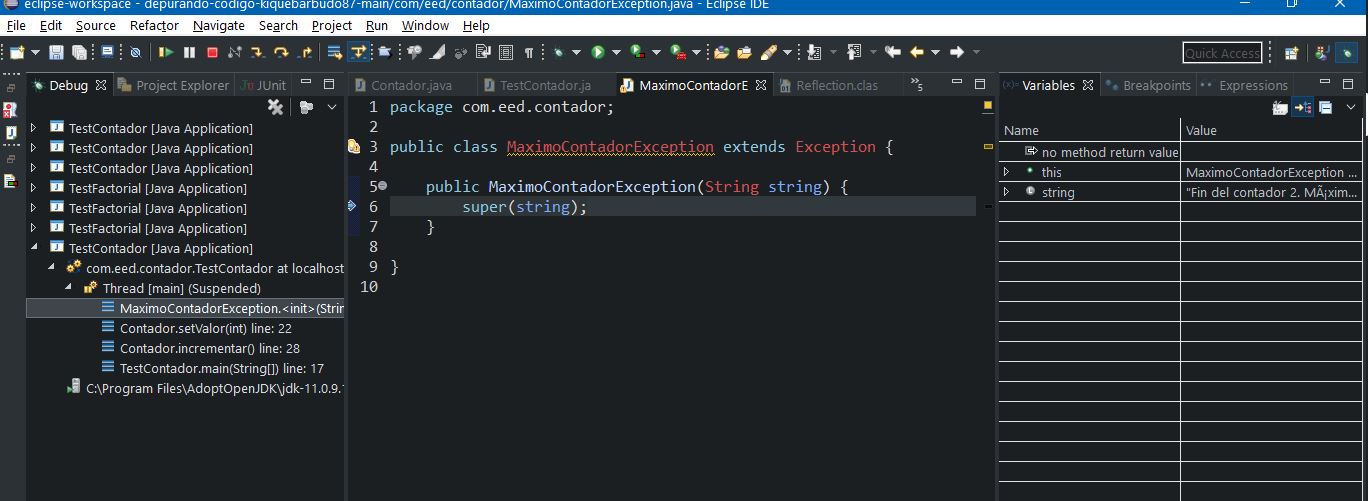 eclipse-workspace - depurando-codigo-kiquebarbudo87-main/com/eed/contador/MaximoContadorException.java - Eclipse IDE
File Edit Source Refactor Navigate Search Project Run Window Help
Quick Access
Debug Project Explorer JUnit
Contador.java TestContador.ja MaximoContadorE Reflection.clas »5
Variables Breakpoints Expressions
TestContador [Java Application]
TestContador [Java Application]
TestContador [Java Application]
TestFactorial [Java Application]
TestFactorial [Java Application]
TestFactorial [Java Application]
TestContador [Java Application]
com.eed.contador.TestContador at localhost
Thread [main] (Suspended)
MaximoContadorException.<init>(Strin
Contador.setValor(int) line: 22
Contador.incrementar() line: 28
TestContador.main(String[]) line: 17
C:\Program Files\AdoptOpenJDK\jdk-11.0.9.1
1 package com.eed.contador;
2
3 public class MaximoContadorException extends Exception {
4
5 public MaximoContadorException(String string) {
6 super(string);
7 }
8
9 }
10
Name Value
no method return value
this MaximoContadorException ...
string "Fin del contador 2. MÃ¡xim...